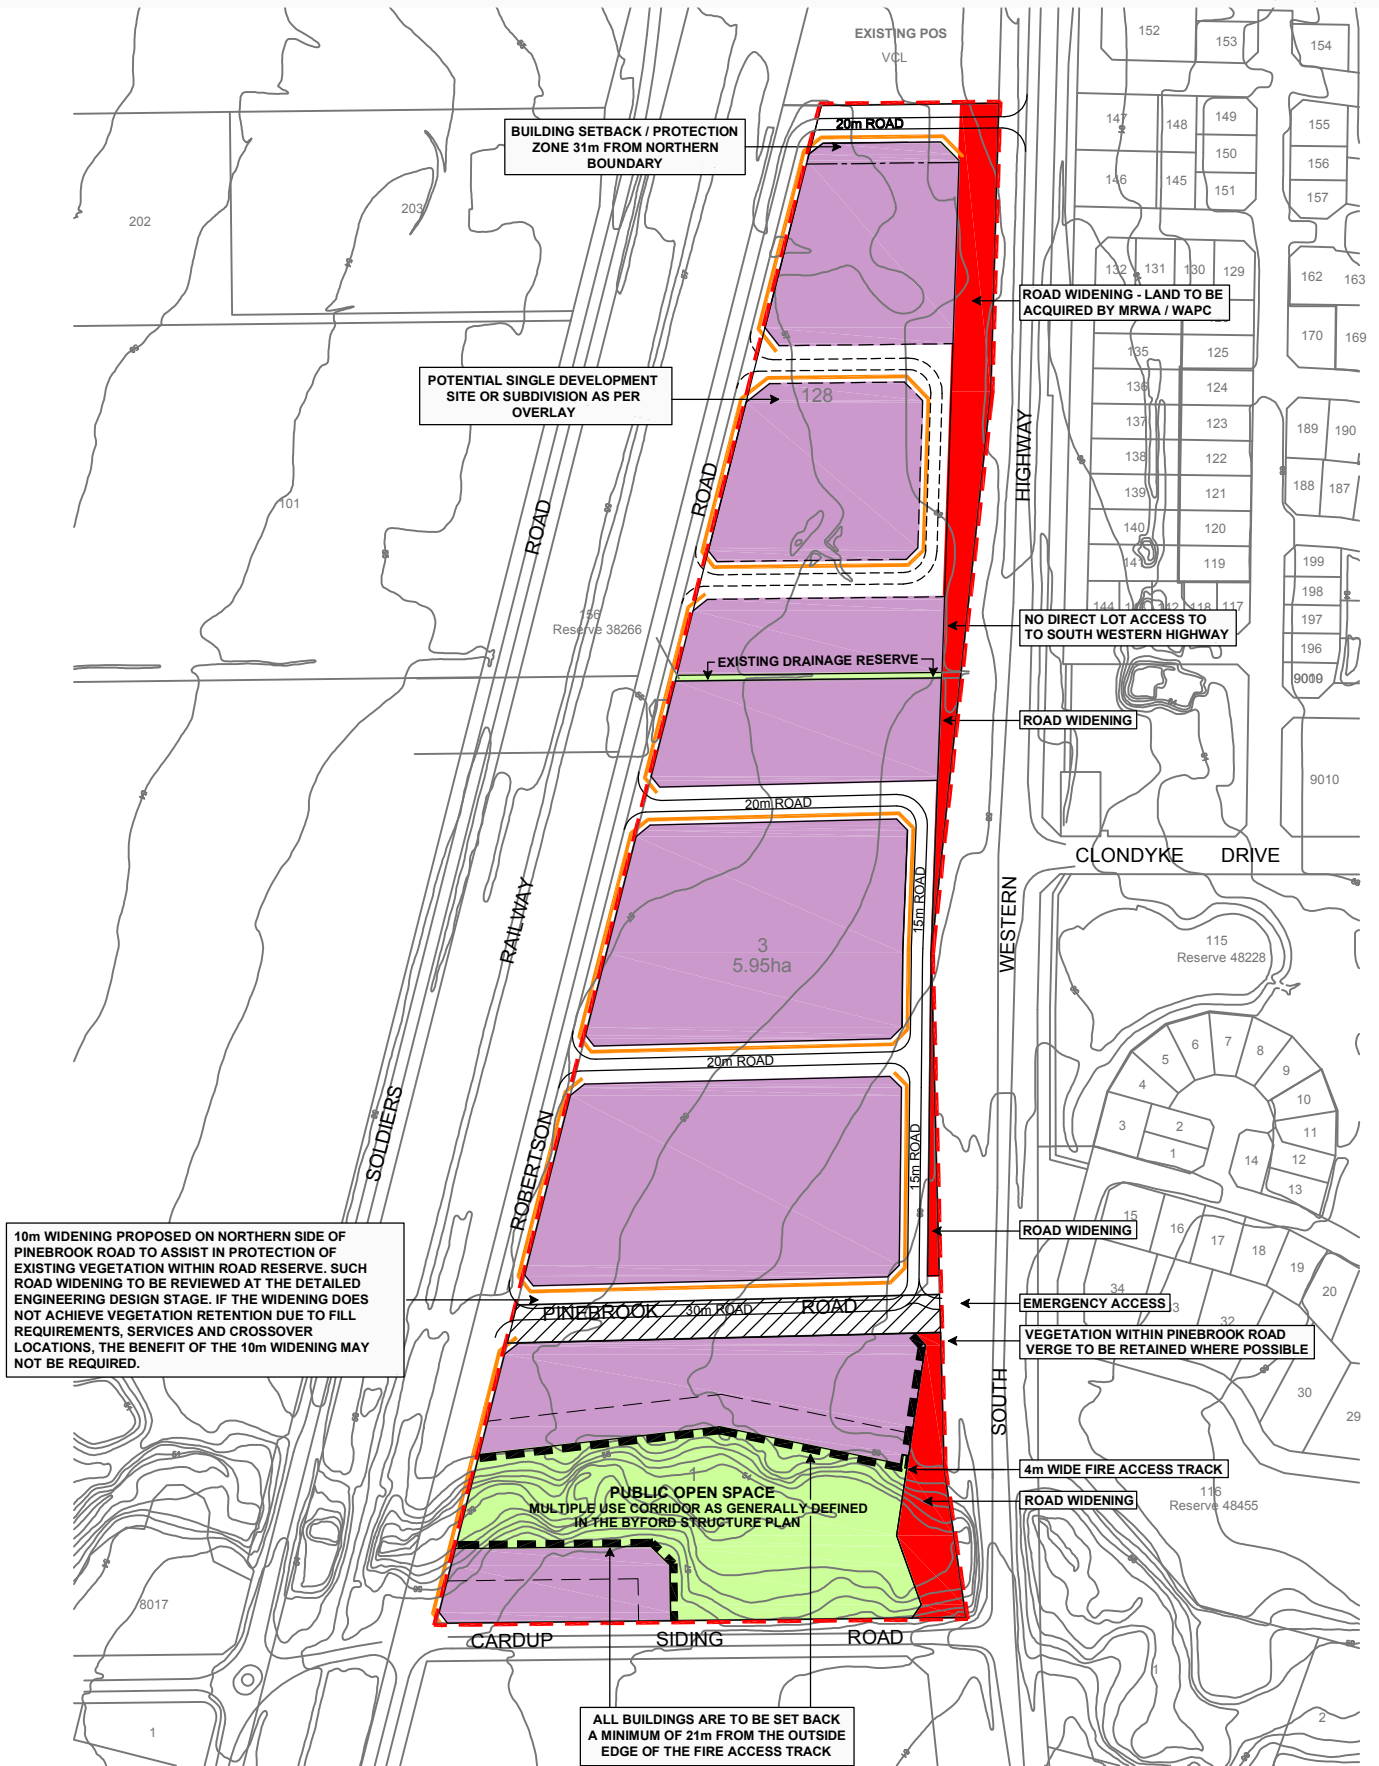 EXISTING POS
VCL
152
153
154
20m ROAD
BUILDING SETBACK / PROTECTION
ZONE 31m FROM NORTHERN
BOUNDARY
147
148
149
155
150
156
146
145
151
157
202
203
132
131
130
129
162
163
ROAD WIDENING - LAND TO BE
ACQUIRED BY MRWA / WAPC
170
169
135
125
POTENTIAL SINGLE DEVELOPMENT
SITE OR SUBDIVISION AS PER
OVERLAY
128
136
124
137
123
189
190
138
122
139
121
188
187
101
ROAD
ROAD
HIGHWAY
140
120
141
119
199
198
144
142
118
117
197
196
9009
156
Reserve 38266
NO DIRECT LOT ACCESS TO
TO SOUTH WESTERN HIGHWAY
EXISTING DRAINAGE RESERVE
ROAD WIDENING
9010
20m ROAD
CLONDYKE DRIVE
15m ROAD
WESTERN
RAILWAY
3
5.95ha
115
Reserve 48228
20m ROAD
SOLDIERS
ROBERTSON
15m ROAD
7
6
8
5
9
4
10
3
2
11
1
14
12
13
15
16
17
18
19
20
34
32
30
29
10m WIDENING PROPOSED ON NORTHERN SIDE OF
PINEBROOK ROAD TO ASSIST IN PROTECTION OF
EXISTING VEGETATION WITHIN ROAD RESERVE. SUCH
ROAD WIDENING TO BE REVIEWED AT THE DETAILED
ENGINEERING DESIGN STAGE. IF THE WIDENING DOES
NOT ACHIEVE VEGETATION RETENTION DUE TO FILL
REQUIREMENTS, SERVICES AND CROSSOVER
LOCATIONS, THE BENEFIT OF THE 10m WIDENING MAY
NOT BE REQUIRED.
ROAD WIDENING
PINEBROOK 30m ROAD ROAD
EMERGENCY ACCESS
VEGETATION WITHIN PINEBROOK ROAD
VERGE TO BE RETAINED WHERE POSSIBLE
SOUTH
4m WIDE FIRE ACCESS TRACK
1
PUBLIC OPEN SPACE
MULTIPLE USE CORRIDOR AS GENERALLY DEFINED
IN THE BYFORD STRUCTURE PLAN
ROAD WIDENING
116
Reserve 48455
8017
CARDUP SIDING ROAD
1
1
2
ALL BUILDINGS ARE TO BE SET BACK
A MINIMUM OF 21m FROM THE OUTSIDE
EDGE OF THE FIRE ACCESS TRACK